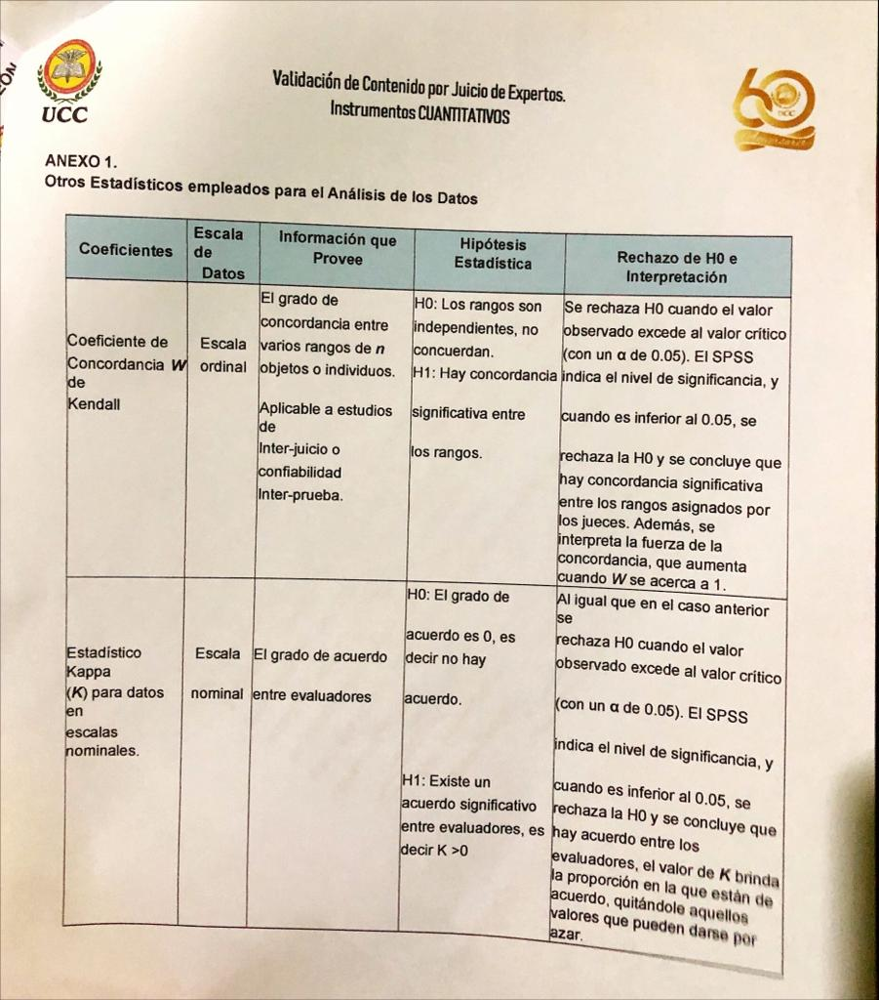 ÓN
UCC
Validación de Contenido por Juicio de Expertos.
Instrumentos CUANTITATIVOS
60
UCC
Aniversario
ANEXO 1.
Otros Estadísticos empleados para el Análisis de los Datos
Coeficientes
Escala
de
Datos
Información que
Provee
Hipótesis
Estadística
Rechazo de H0 e
Interpretación
Coeficiente de
Concordancia W
de
Kendall
Escala
ordinal
El grado de
concordancia entre
varios rangos de n
objetos o individuos.
Aplicable a estudios
de
Inter-juicio o
confiabilidad
Inter-prueba.
H0: Los rangos son
independientes, no
concuerdan.
H1: Hay concordancia
significativa entre
los rangos.
Se rechaza H0 cuando el valor
observado excede al valor crítico
(con un α de 0.05). El SPSS
indica el nivel de significancia, y
cuando es inferior al 0.05, se
rechaza la H0 y se concluye que
hay concordancia significativa
entre los rangos asignados por
los jueces. Además, se
interpreta la fuerza de la
concordancia, que aumenta
cuando W se acerca a 1.
Estadístico
Kappa
(K) para datos
en
escalas
nominales.
Escala
nominal
El grado de acuerdo
entre evaluadores
H0: El grado de
acuerdo es 0, es
decir no hay
acuerdo.
H1: Existe un
acuerdo significativo
entre evaluadores, es
decir K >0
Al igual que en el caso anterior
se
rechaza H0 cuando el valor
observado excede al valor crítico
(con un α de 0.05). El SPSS
indica el nivel de significancia, y
cuando es inferior al 0.05, se
rechaza la H0 y se concluye que
hay acuerdo entre los
evaluadores, el valor de K brinda
la proporción en la que están de
acuerdo, quitándole aquellos
valores que pueden darse por
azar.